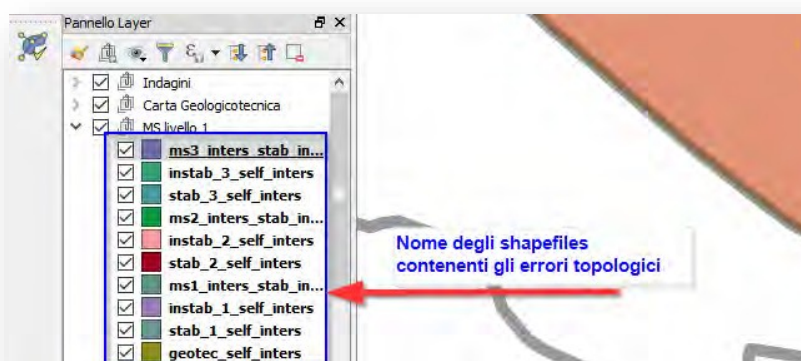 Pannello Layer
Indagini
Carta Geologicotecnica
MS livello 1
ms3_inters_stab_in...
instab_3_self_inters
stab_3_self_inters
ms2_inters_stab_in...
instab_2_self_inters
stab_2_self_inters
ms1_inters_stab_in...
instab_1_self_inters
stab_1_self_inters
geotec_self_inters
Nome degli shapefiles
contenenti gli errori topologici